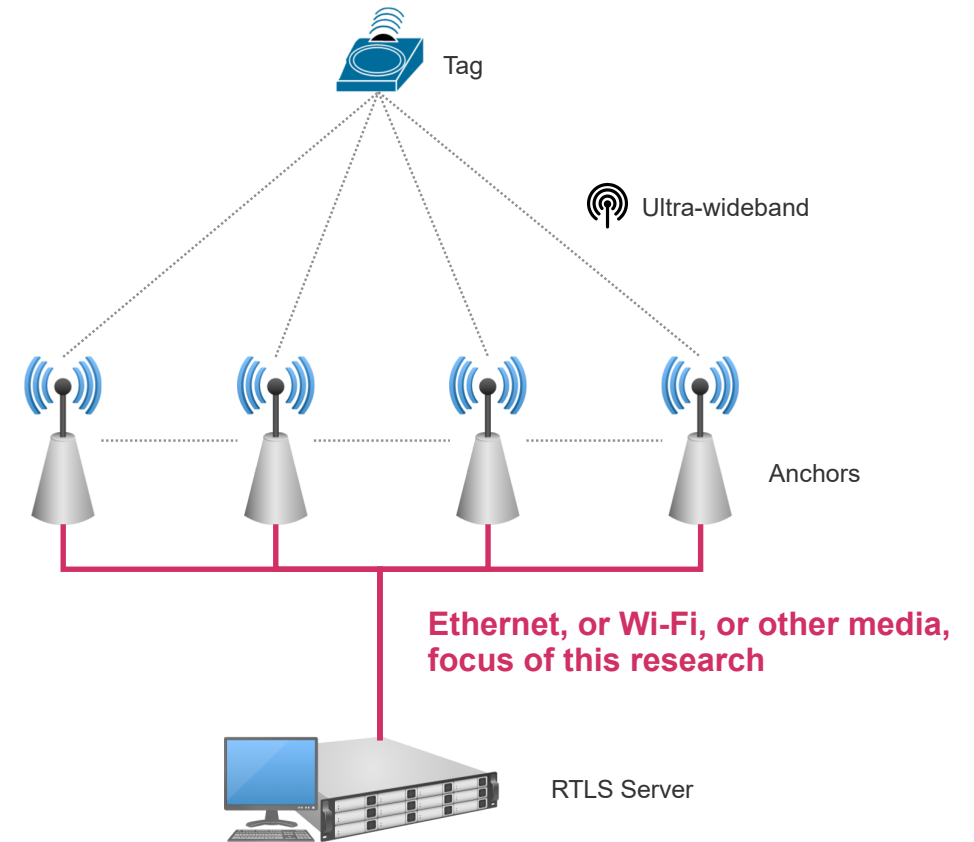 Tag
Ultra-wideband
Anchors
Ethernet, or Wi-Fi, or other media,
focus of this research
RTLS Server